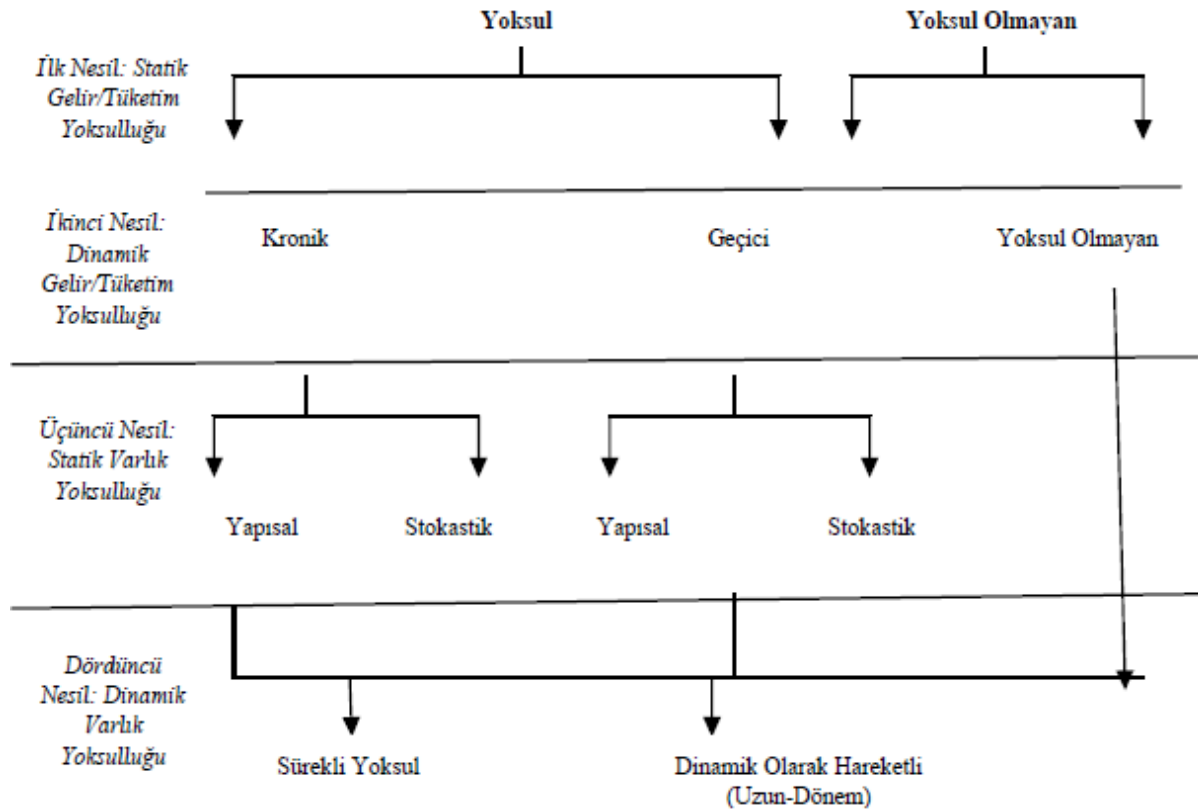 Yoksul
Yoksul Olmayan
İlk Nesil: Statik
Gelir/Tüketim
Yoksulluğu
İkinci Nesil:
Dinamik
Gelir/Tüketim
Yoksulluğu
Kronik
Geçici
Yoksul Olmayan
Üçüncü Nesil:
Statik Varlık
Yoksulluğu
Yapısal
Stokastik
Yapısal
Stokastik
Dördüncü
Nesil: Dinamik
Varlık
Yoksulluğu
Sürekli Yoksul
Dinamik Olarak Hareketli
(Uzun-Dönem)